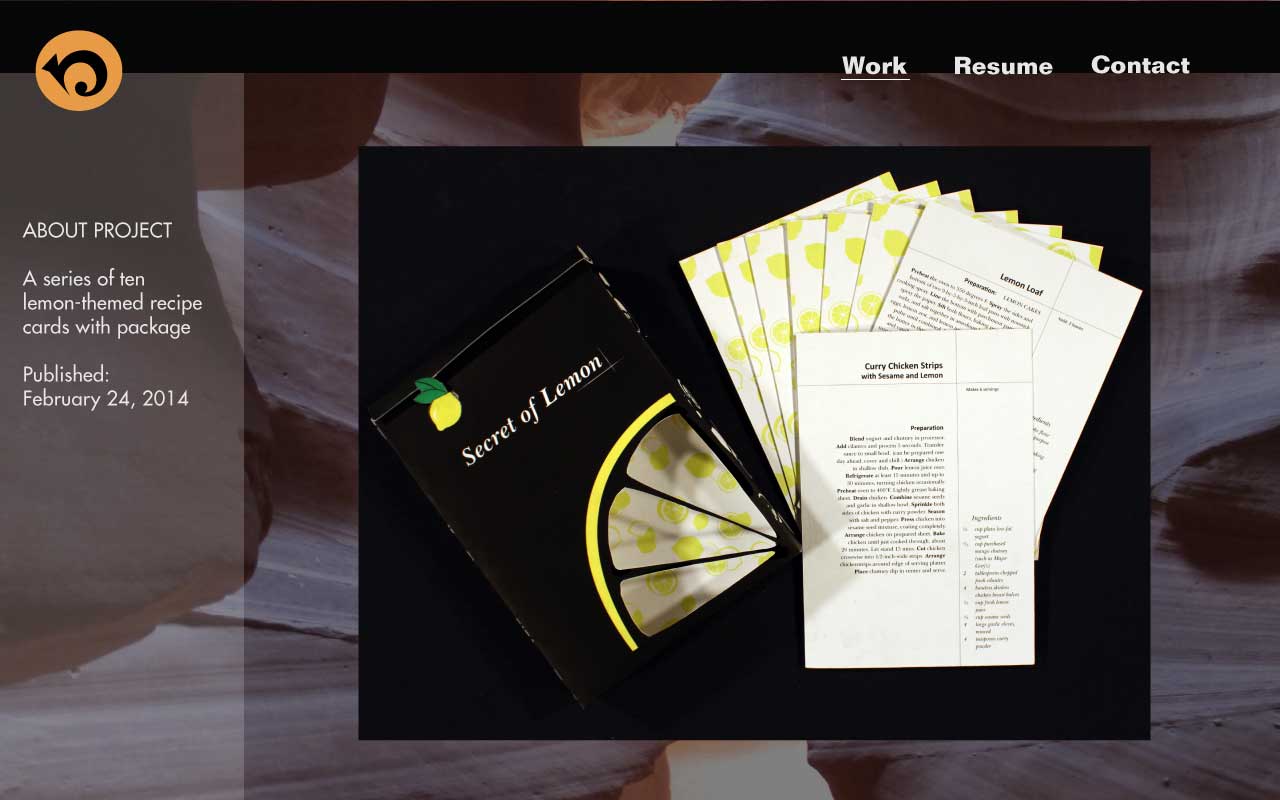 Work Resume Contact
ABOUT PROJECT
A series of ten
lemon-themed recipe
cards with package
Published:
February 24, 2014
Secret of Lemon
Lemon Loaf
Preparation: LEMON CAKES
Curry Chicken Strips
with Sesame and Lemon
Makes 4 servings
Preparation
Blend yogurt and chutney in processor.
Add cilantro and process 5 seconds. Transfer
sauce to small bowl. (can be prepared one
day ahead; cover and chill.) Arrange chicken
in shallow dish. Pour lemon juice over.
Refrigerate at least 15 minutes and up to
30 minutes, turning chicken occasionally.
Preheat oven to 400°F. Lightly grease baking
sheet. Drain chicken. Combine sesame seeds
and garlic in shallow bowl. Sprinkle both
sides of chicken with curry powder. Season
with salt and pepper. Press chicken into
sesame seed mixture, coating completely.
Arrange chicken on prepared sheet. Bake
chicken until just cooked through, about
20 minutes. Let stand 15 mins. Cut chicken
crosswise into 1/2-inch-wide strips. Arrange
chickenstrips around edge of serving platter.
Place chutney dip in center and serve.
Ingredients
cup plain low-fat
yogurt
cup purchased
mango chutney
(such as Major
Grey's)
2 tablespoons chopped
fresh cilantro
4 boneless skinless
chicken breast halves
cup fresh lemon
juice
cup sesame seeds
4 large garlic cloves,
minced
4 teaspoons curry
powder